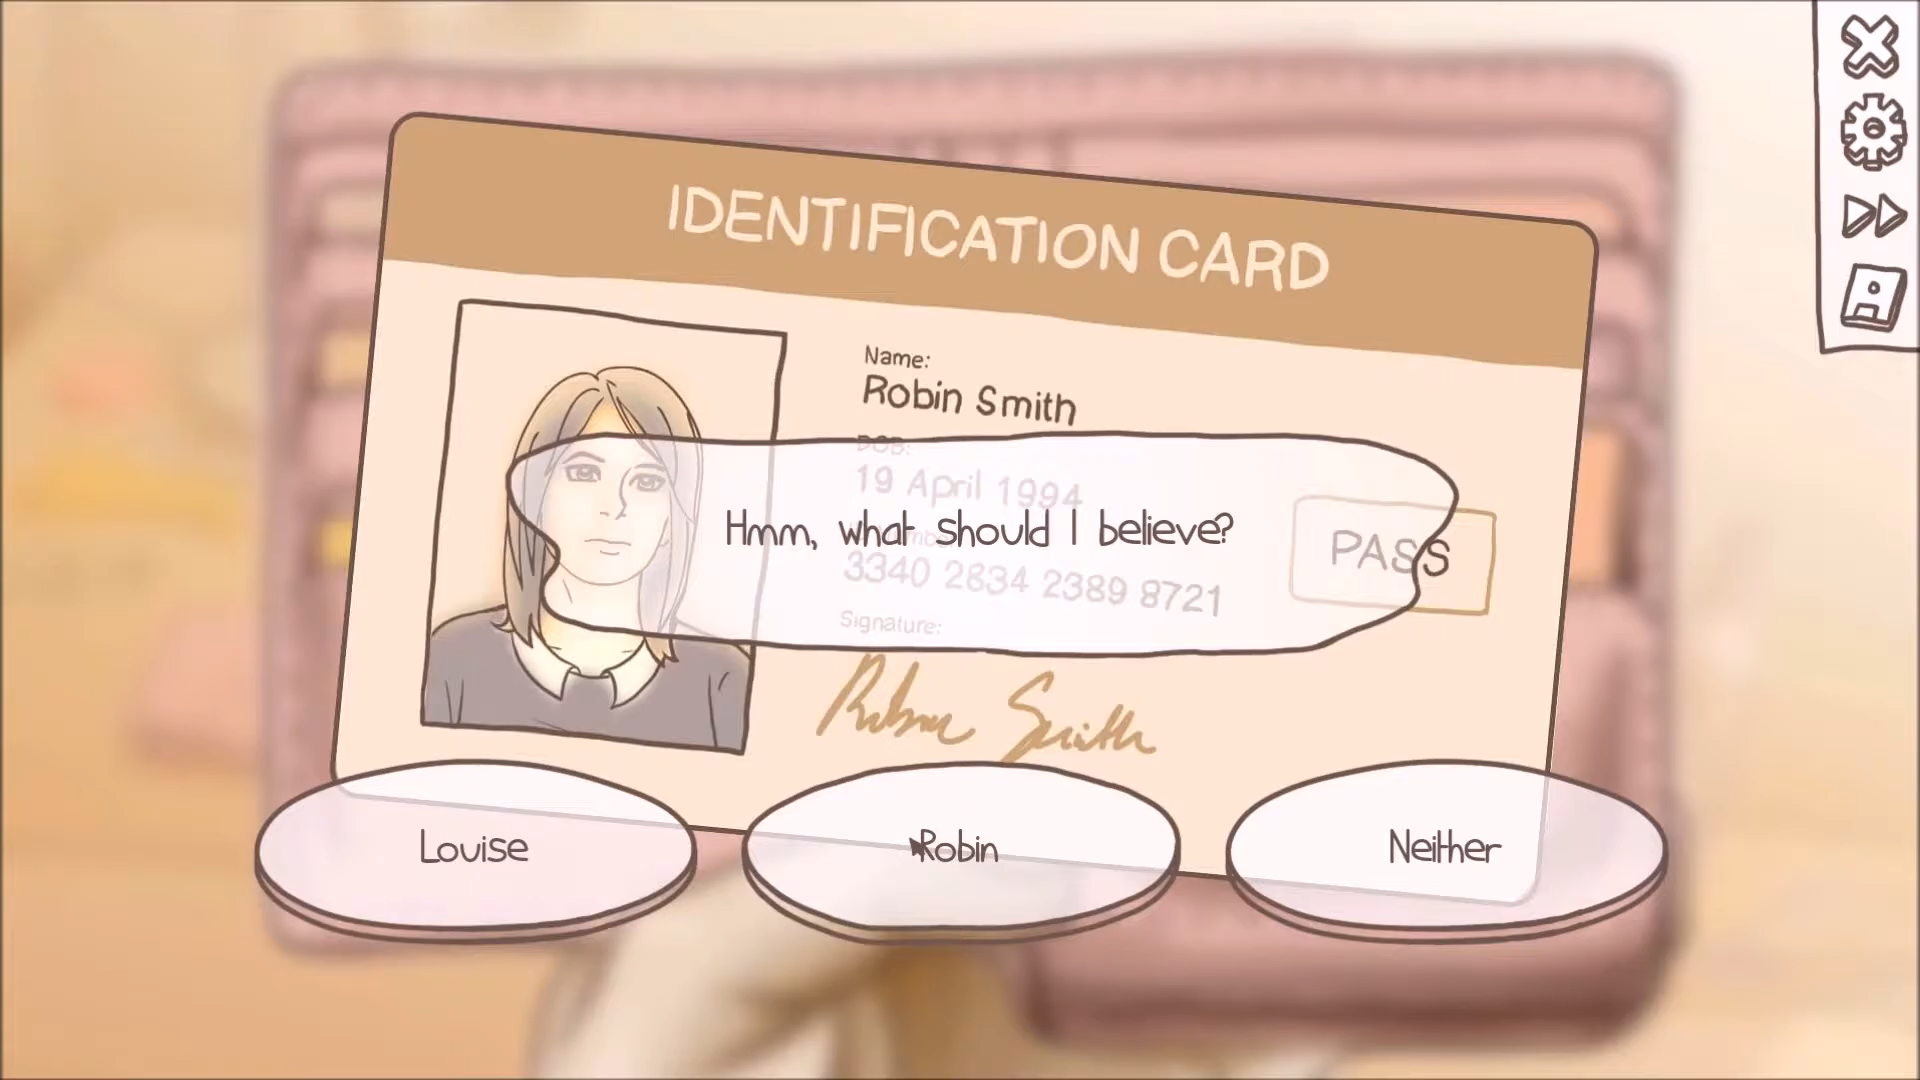 IDENTIFICATION CARD
Name:
Robin Smith
DOB:
19 April 1994
Hmm, what should I believe?
3340 2834 2389 8721
PASS
Signature:
Robin Smith
Louise
Robin
Neither